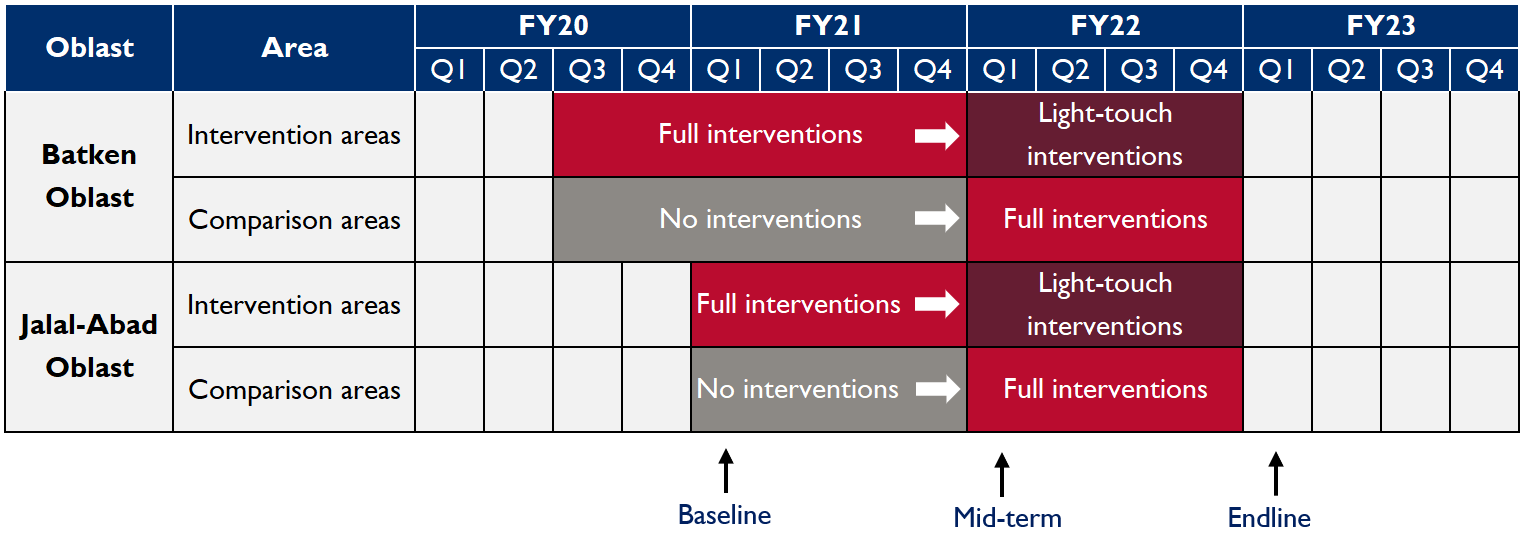 Oblast
Area
FY20
FY21
FY22
FY23
Q1 Q2 Q3 Q4 Q1 Q2 Q3 Q4 Q1 Q2 Q3 Q4 Q1 Q2 Q3 Q4
Batken
Oblast
Intervention areas
Full interventions
Light-touch
interventions
Comparison areas
No interventions
Full interventions
Jalal-Abad
Oblast
Intervention areas
Full interventions
Light-touch
interventions
Comparison areas
No interventions
Full interventions
Baseline
Mid-term
Endline